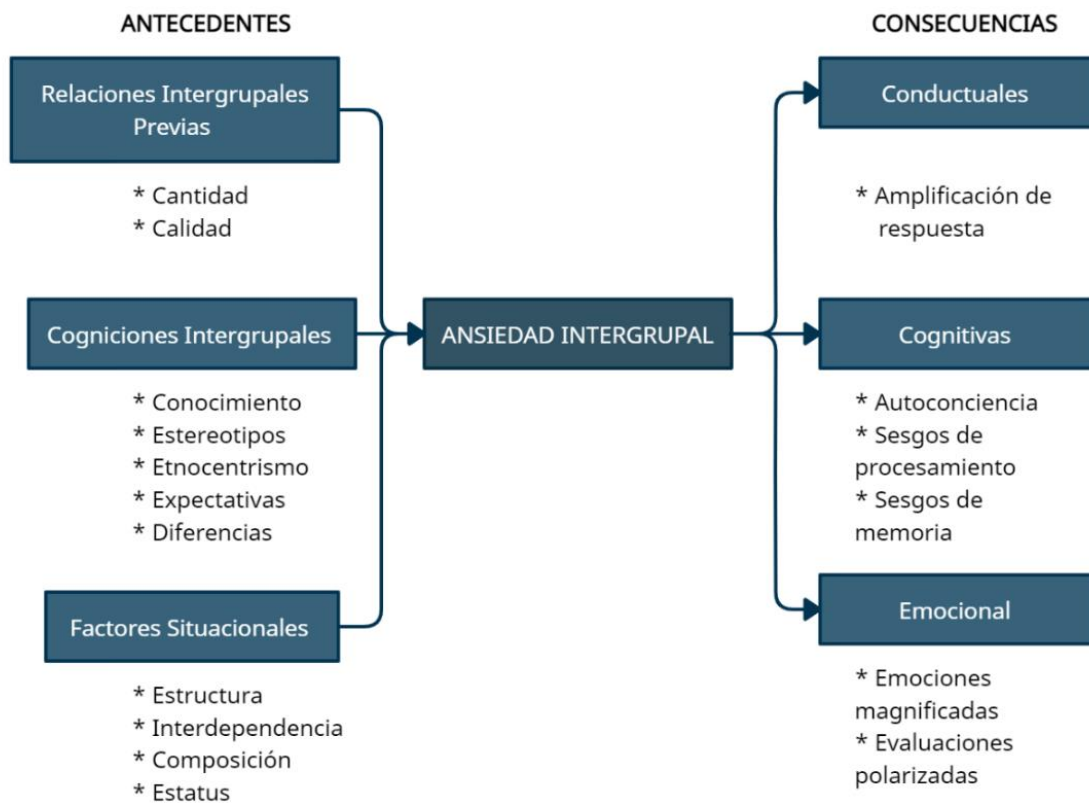 ANTECEDENTES
Relaciones Intergrupales
Previas
* Cantidad
* Calidad
Cogniciones Intergrupales
* Conocimiento
* Estereotipos
* Etnocentrismo
* Expectativas
* Diferencias
Factores Situacionales
* Estructura
* Interdependencia
* Composición
* Estatus
ANSIEDAD INTERGRUPAL
CONSECUENCIAS
Conductuales
* Amplificación de
respuesta
Cognitivas
* Autoconciencia
* Sesgos de
procesamiento
* Sesgos de
memoria
Emocional
* Emociones
magnificadas
* Evaluaciones
polarizadas